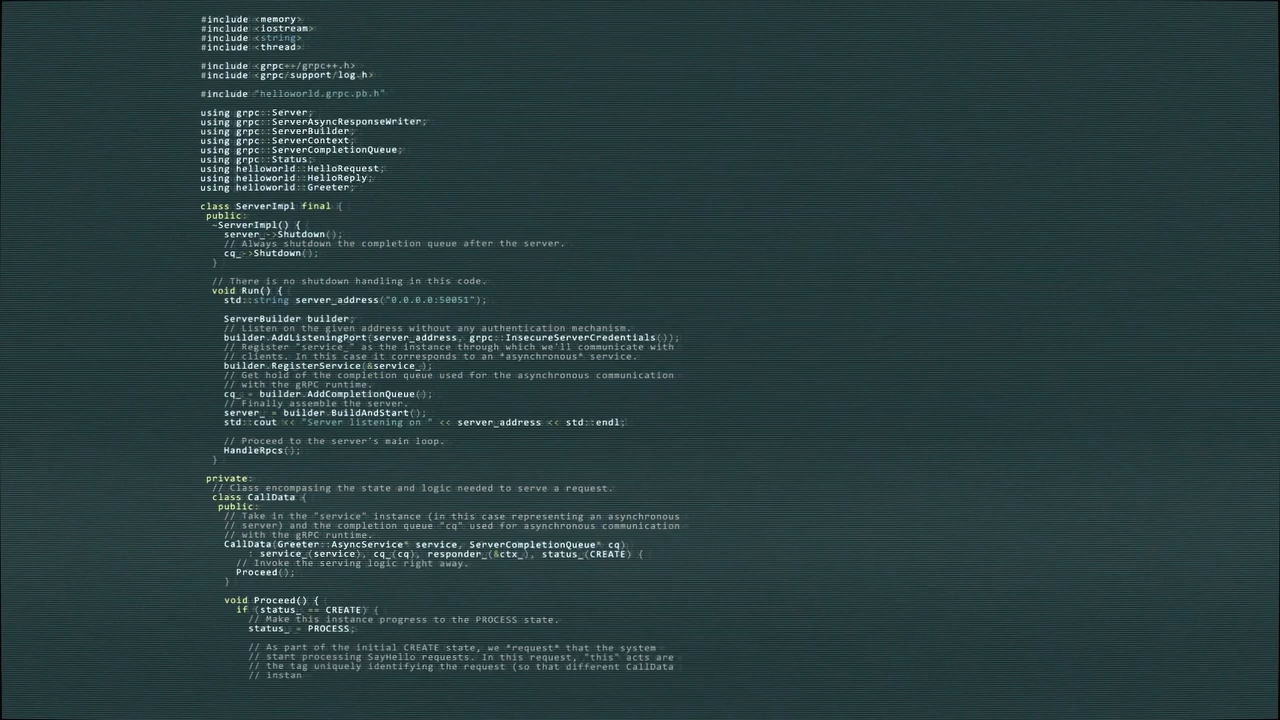 #include <memory>
#include <iostream>
#include <string>
#include <thread>
#include <grpc++/grpc++.h>
#include <grpc/support/log.h>
#include "helloworld.grpc.pb.h"
using grpc::Server;
using grpc::ServerAsyncResponseWriter;
using grpc::ServerBuilder;
using grpc::ServerContext;
using grpc::ServerCompletionQueue;
using grpc::Status;
using helloworld::HelloRequest;
using helloworld::HelloReply;
using helloworld::Greeter;
class ServerImpl final {
public:
~ServerImpl() {
server_->Shutdown();
// Always shutdown the completion queue after the server.
cq_->Shutdown();
}
// There is no shutdown handling in this code.
void Run() {
std::string server_address("0.0.0.0:50051");
ServerBuilder builder;
// Listen on the given address without any authentication mechanism.
builder.AddListeningPort(server_address, grpc::InsecureServerCredentials());
// Register "service_" as the instance through which we'll communicate with
// clients. In this case it corresponds to an *asynchronous* service.
builder.RegisterService(&service_);
// Get hold of the completion queue used for the asynchronous communication
// with the gRPC runtime.
cq_ = builder.AddCompletionQueue();
// Finally assemble the server.
server_ = builder.BuildAndStart();
std::cout << "Server listening on " << server_address << std::endl;
// Proceed to the server's main loop.
HandleRpcs();
}
private:
// Class encompasing the state and logic needed to serve a request.
class CallData {
public:
// Take in the "service" instance (in this case representing an asynchronous
// server) and the completion queue "cq" used for asynchronous communication
// with the gRPC runtime.
CallData(Greeter::AsyncService* service, ServerCompletionQueue* cq)
: service_(service), cq_(cq), responder_(&ctx_), status_(CREATE) {
// Invoke the serving logic right away.
Proceed();
}
void Proceed() {
if (status_ == CREATE) {
// Make this instance progress to the PROCESS state.
status_ = PROCESS;
// As part of the initial CREATE state, we *request* that the system
// start processing SayHello requests. In this request, "this" acts are
// the tag uniquely identifying the request (so that different CallData
// instan